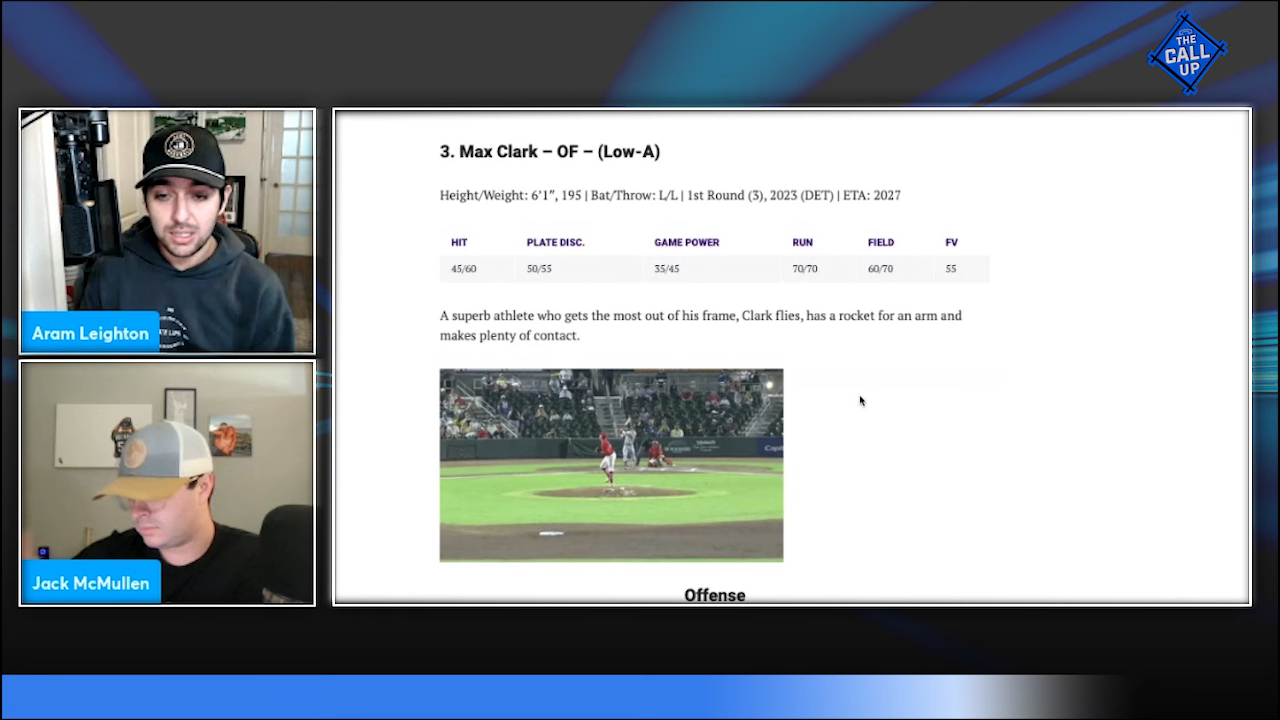 THE
CALL
UP
3. Max Clark – OF – (Low-A)
Height/Weight: 6’1″, 195 | Bat/Throw: L/L | 1st Round (3), 2023 (DET) | ETA: 2027
HIT PLATE DISC. GAME POWER RUN FIELD FV
45/60 50/55 35/45 70/70 60/70 55
A superb athlete who gets the most out of his frame, Clark flies, has a rocket for an arm and
makes plenty of contact.
Offense
Aram Leighton
Jack McMullen